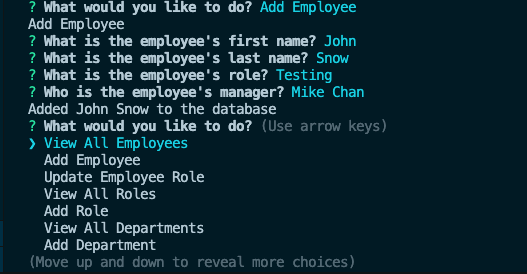 ? What would you like to do? Add Employee
Add Employee
? What is the employee's first name? John
? What is the employee's last name? Snow
? What is the employee's role? Testing
? Who is the employee's manager? Mike Chan
Added John Snow to the database
? What would you like to do? (Use arrow keys)
❯ View All Employees
  Add Employee
  Update Employee Role
  View All Roles
  Add Role
  View All Departments
  Add Department
(Move up and down to reveal more choices)